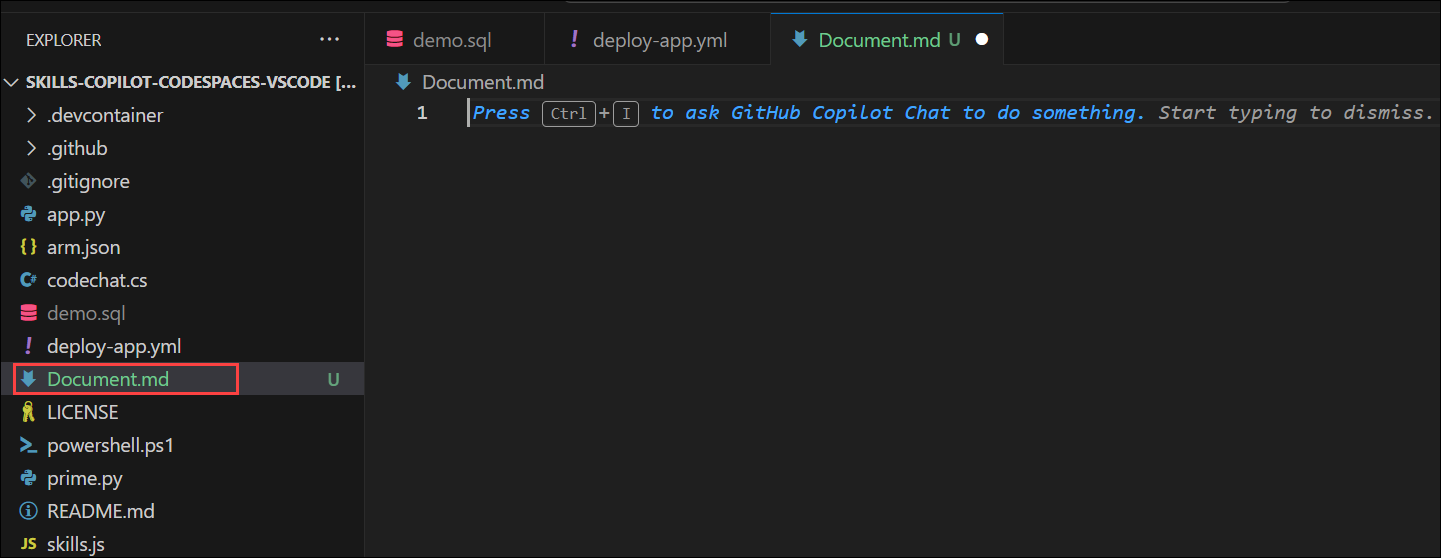 EXPLORER ...
SKILLS-COPILOT-CODESPACES-VSCODE [...
.devcontainer
.github
.gitignore
app.py
{} arm.json
C# codechat.cs
demo.sql
! deploy-app.yml
Document.md U
LICENSE
powershell.ps1
prime.py
README.md
JS skills.js
demo.sql
! deploy-app.yml
Document.md U
Document.md
1 Press Ctrl+I to ask GitHub Copilot Chat to do something. Start typing to dismiss.